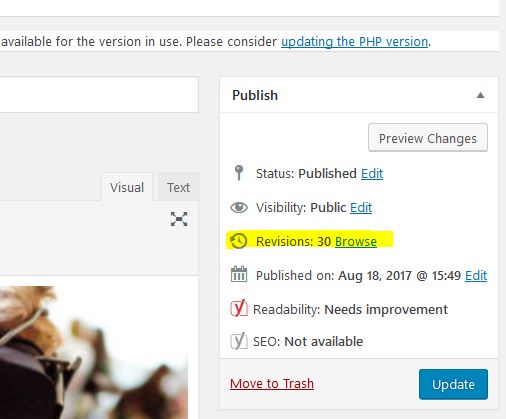 available for the version in use. Please consider updating the PHP version.
Publish
Preview Changes
Status: Published Edit
Visual Text
Visibility: Public Edit
Revisions: 30 Browse
Published on: Aug 18, 2017 @ 15:49 Edit
Readability: Needs improvement
SEO: Not available
Move to Trash
Update